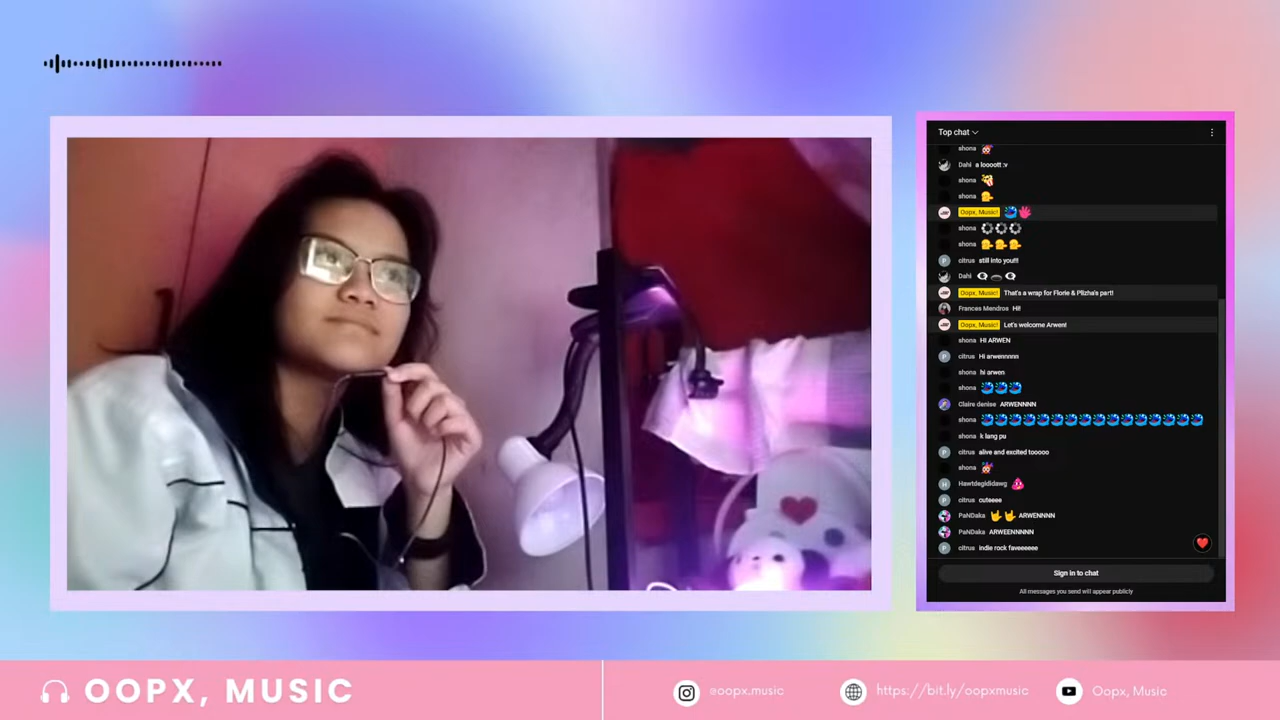 Top chat
shona
Dahi a loooott :v
shona
shona
Oopx, Music!
shona
shona
citrus still into you!!!
Dahi
Oopx, Music! That's a wrap for Florie & Plizha's part!
Frances Mendros Hi!
Oopx, Music! Let's welcome Arwen!
shona HI ARWEN
citrus Hi arwennnnn
shona hi arwen
shona
Claire denise ARWENNNN
shona
shona k lang pu
citrus alive and excited tooooo
shona
Hawtdegididawg
citrus cuteeee
PaNDaka ARWENNNN
PaNDaka ARWEENNNNN
citrus indie rock faveeeeee
Sign in to chat
All messages you send will appear publicly
OOPX, MUSIC
@oopx.music
https://bit.ly/oopxmusic
Oopx, Music